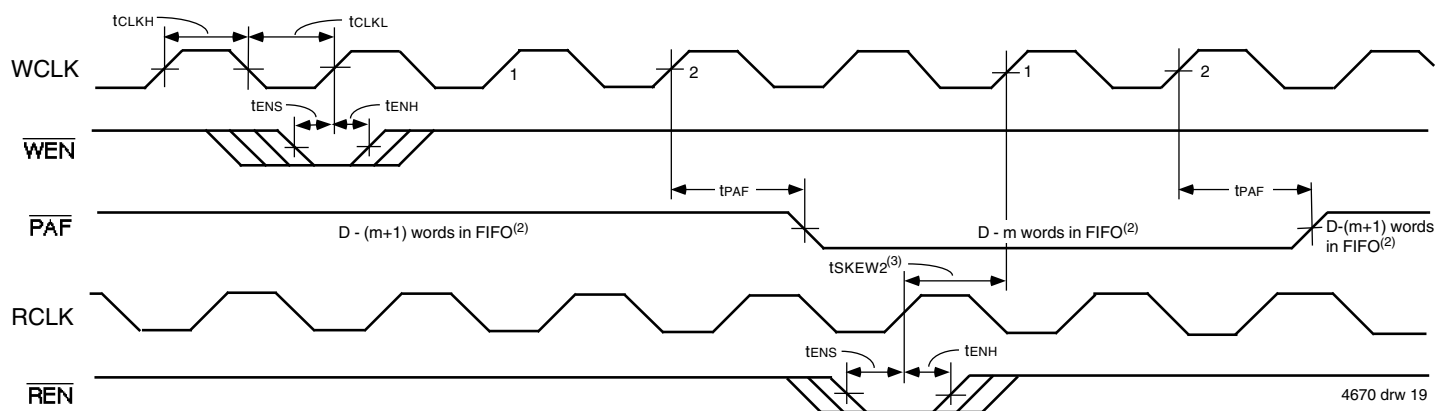 tCLKH
tCLKL
WCLK
1
2
1
2
tENS
tENH
WEN
tPAF
tPAF
PAF
D - (m+1) words in FIFO(2)
D - m words in FIFO(2)
D-(m+1) words
in FIFO(2)
tSKEW2(3)
RCLK
tENS
tENH
REN
4670 drw 19